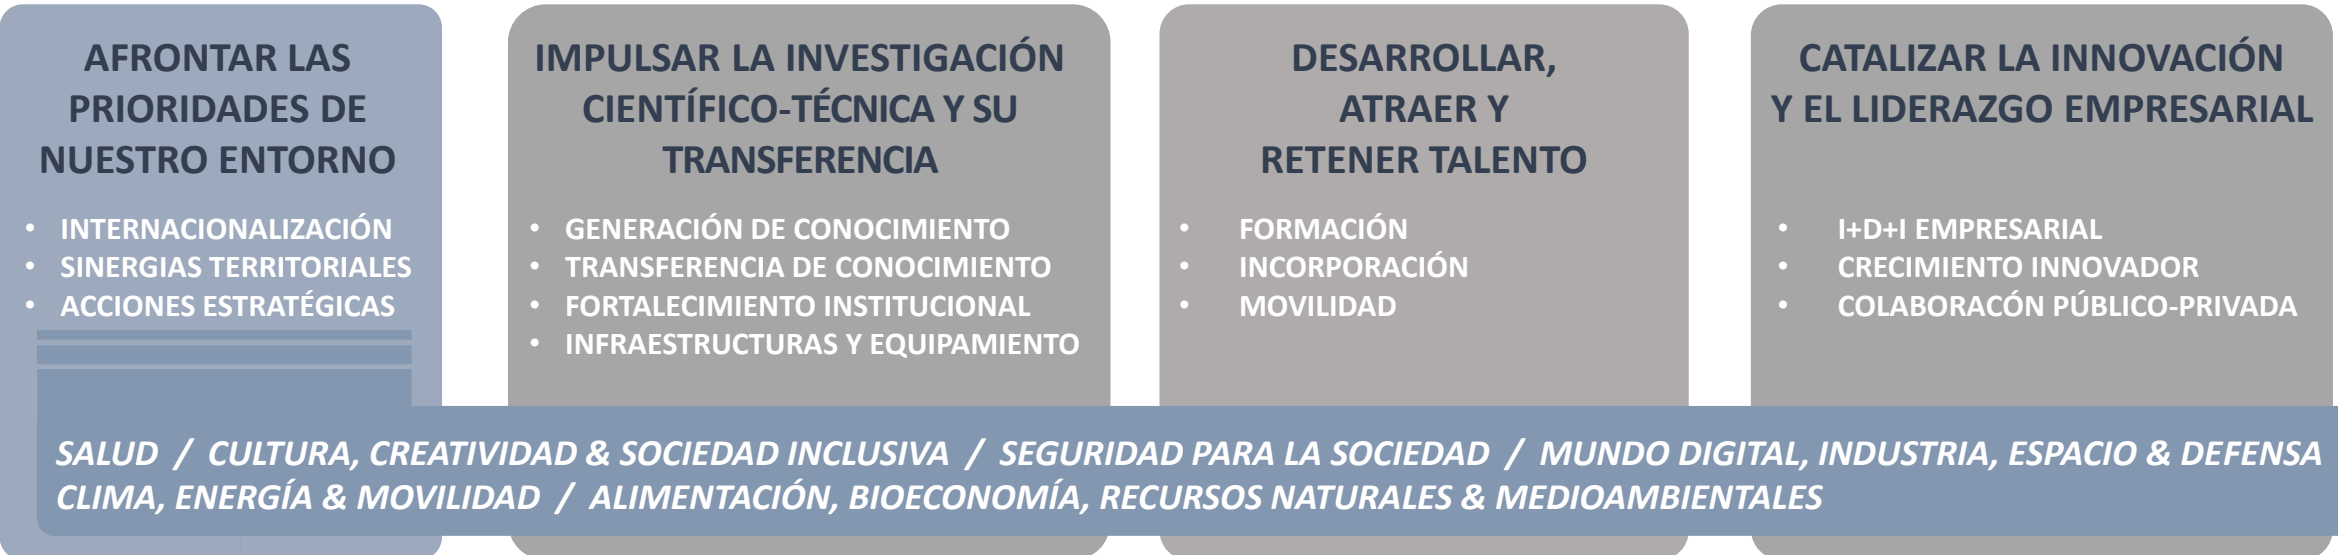 AFRONTAR LAS
PRIORIDADES DE
NUESTRO ENTORNO
• INTERNACIONALIZACIÓN
• SINERGIAS TERRITORIALES
• ACCIONES ESTRATÉGICAS
IMPULSAR LA INVESTIGACIÓN
CIENTÍFICO-TÉCNICA Y SU
TRANSFERENCIA
• GENERACIÓN DE CONOCIMIENTO
• TRANSFERENCIA DE CONOCIMIENTO
• FORTALECIMIENTO INSTITUCIONAL
• INFRAESTRUCTURAS Y EQUIPAMIENTO
DESARROLLAR,
ATRAER Y
RETENER TALENTO
• FORMACIÓN
• INCORPORACIÓN
• MOVILIDAD
CATALIZAR LA INNOVACIÓN
Y EL LIDERAZGO EMPRESARIAL
• I+D+I EMPRESARIAL
• CRECIMIENTO INNOVADOR
• COLABORACÓN PÚBLICO-PRIVADA
SALUD / CULTURA, CREATIVIDAD & SOCIEDAD INCLUSIVA / SEGURIDAD PARA LA SOCIEDAD / MUNDO DIGITAL, INDUSTRIA, ESPACIO & DEFENSA
CLIMA, ENERGÍA & MOVILIDAD / ALIMENTACIÓN, BIOECONOMÍA, RECURSOS NATURALES & MEDIOAMBIENTALES